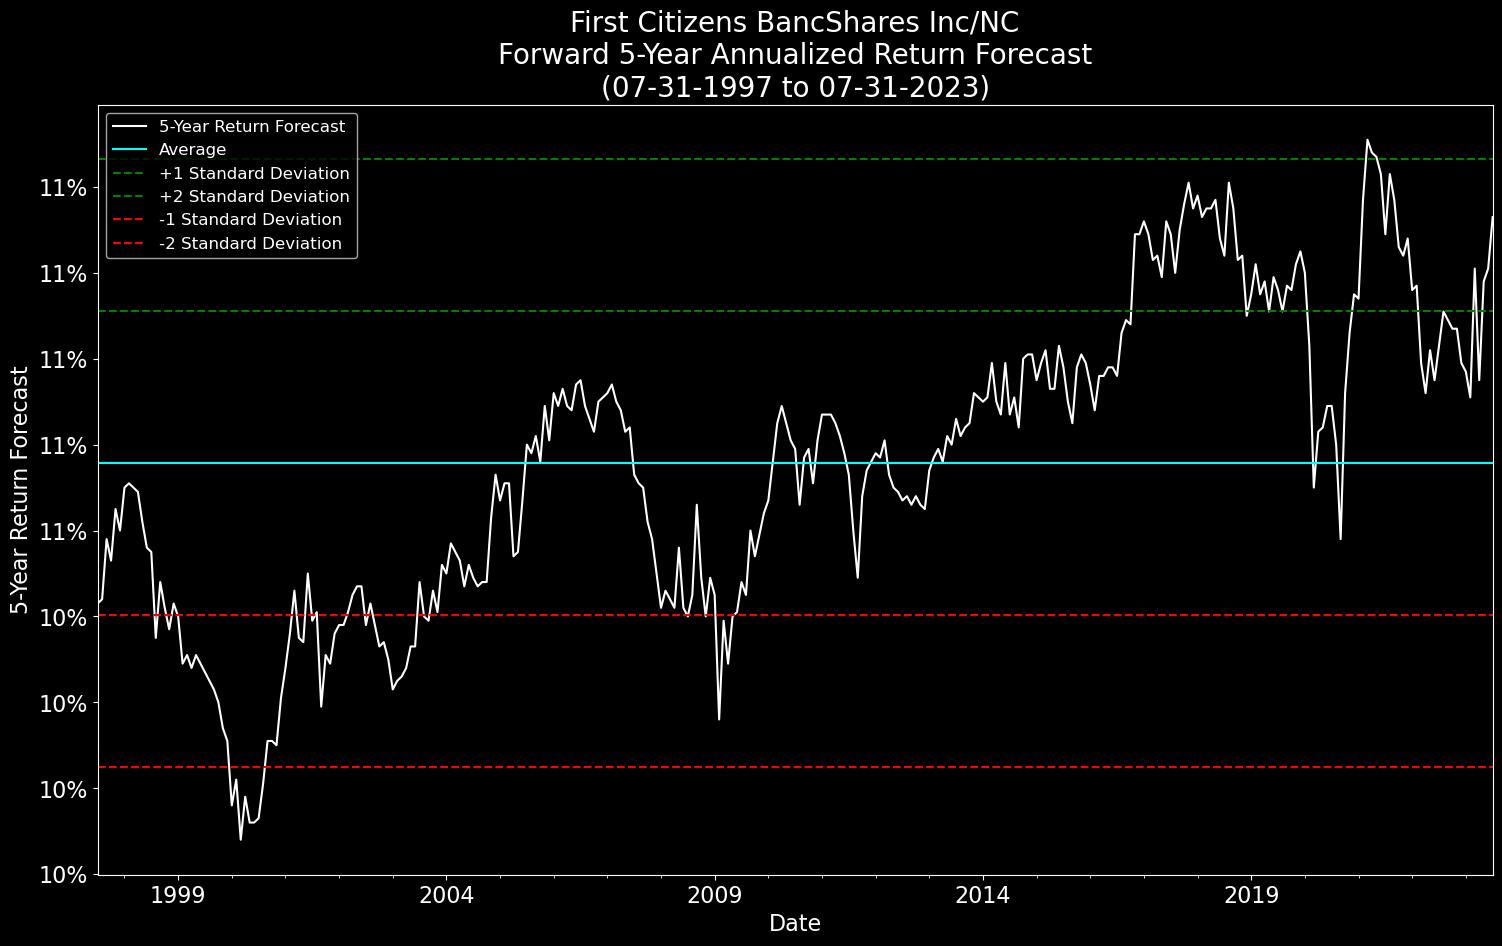 First Citizens BancShares Inc/NC
Forward 5-Year Annualized Return Forecast
(07-31-1997 to 07-31-2023)
5-Year Return Forecast
Average
+1 Standard Deviation
+2 Standard Deviation
-1 Standard Deviation
-2 Standard Deviation
11%
11%
11%
11%
11%
10%
10%
10%
10%
5-Year Return Forecast
1999
2004
2009
2014
2019
Date